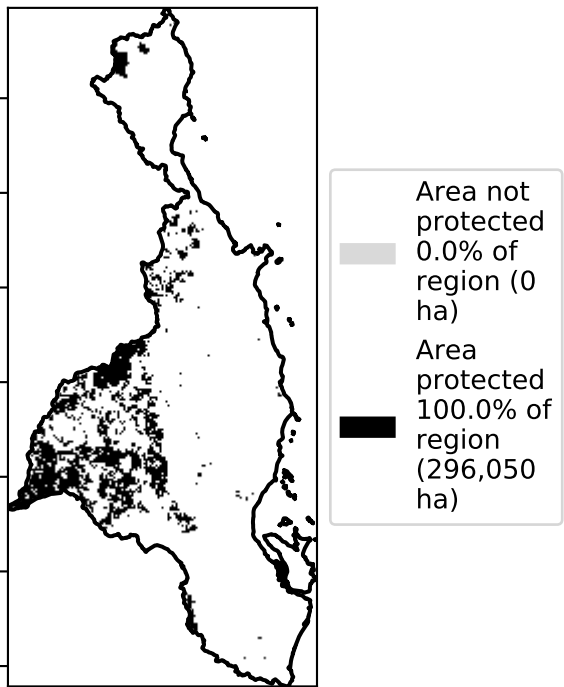 Area not
protected
0.0% of
region (0
ha)
Area
protected
100.0% of
region
(296,050
ha)